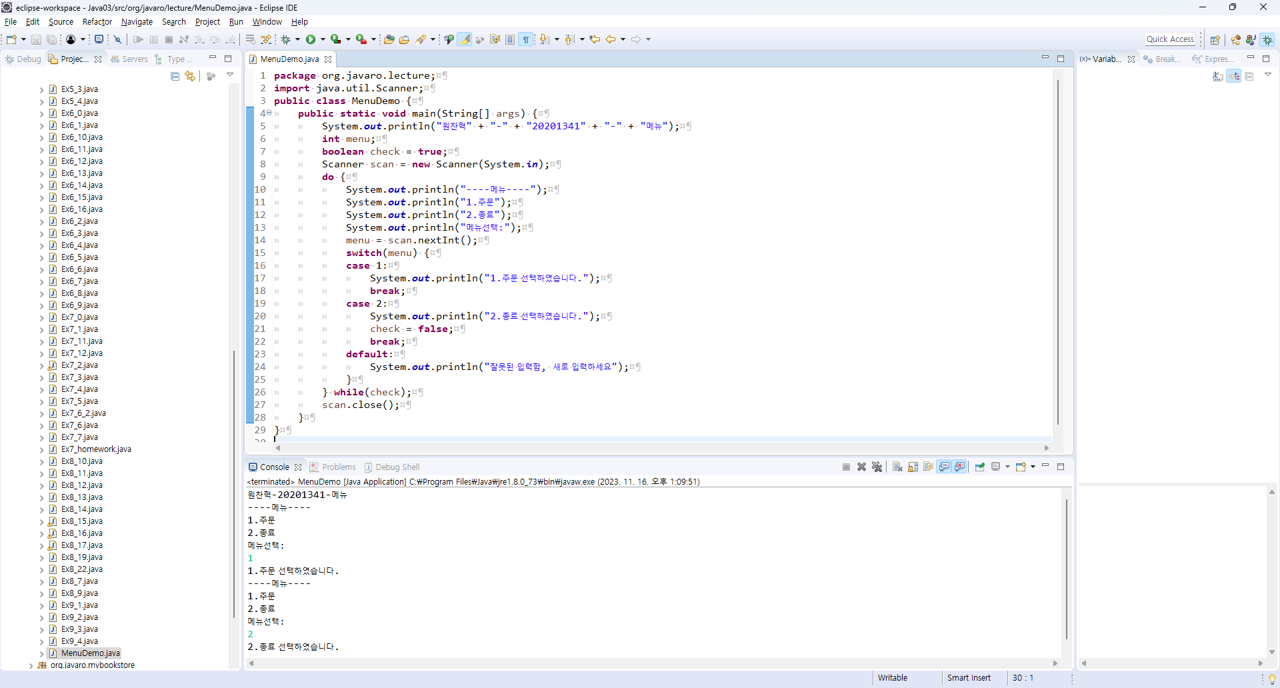 eclipse-workspace - Java03/src/org/javaro/lecture/MenuDemo.java - Eclipse IDE
File Edit Source Refactor Navigate Search Project Run Window Help
Quick Access
Debug Projec... Servers Type ...
Ex5_3.java
Ex5_4.java
Ex6_0.java
Ex6_1.java
Ex6_10.java
Ex6_11.java
Ex6_12.java
Ex6_13.java
Ex6_14.java
Ex6_15.java
Ex6_16.java
Ex6_2.java
Ex6_3.java
Ex6_4.java
Ex6_5.java
Ex6_6.java
Ex6_7.java
Ex6_8.java
Ex6_9.java
Ex7_0.java
Ex7_1.java
Ex7_11.java
Ex7_12.java
Ex7_2.java
Ex7_3.java
Ex7_4.java
Ex7_5.java
Ex7_6_2.java
Ex7_6.java
Ex7_7.java
Ex7_homework.java
Ex8_10.java
Ex8_11.java
Ex8_12.java
Ex8_13.java
Ex8_14.java
Ex8_15.java
Ex8_16.java
Ex8_17.java
Ex8_19.java
Ex8_22.java
Ex8_7.java
Ex8_9.java
Ex9_1.java
Ex9_2.java
Ex9_3.java
Ex9_4.java
MenuDemo.java
org.javaro.mybookstore
MenuDemo.java
1 package org.javaro.lecture;
2 import java.util.Scanner;
3 public class MenuDemo {
4 public static void main(String[] args) {
5 System.out.println("원찬혁" + "-" + "20201341" + "-" + "메뉴");
6 int menu;
7 boolean check = true;
8 Scanner scan = new Scanner(System.in);
9 do {
10 System.out.println("----메뉴----");
11 System.out.println("1.주문");
12 System.out.println("2.종료");
13 System.out.println("메뉴선택:");
14 menu = scan.nextInt();
15 switch(menu) {
16 case 1:
17 System.out.println("1.주문 선택하였습니다.");
18 break;
19 case 2:
20 System.out.println("2.종료 선택하였습니다.");
21 check = false;
22 break;
23 default:
24 System.out.println("잘못된 입력함, 새로 입력하세요");
25 }
26 } while(check);
27 scan.close();
28 }
29 }
30
Variab... Break... Expres...
Console Problems Debug Shell
<terminated> MenuDemo [Java Application] C:₩Program Files₩Java₩jre1.8.0_73₩bin₩javaw.exe (2023. 11. 16. 오후 1:09:51)
원찬혁-20201341-메뉴
----메뉴----
1.주문
2.종료
메뉴선택:
1
1.주문 선택하였습니다.
----메뉴----
1.주문
2.종료
메뉴선택:
2
2.종료 선택하였습니다.
Writable Smart Insert 30 : 1